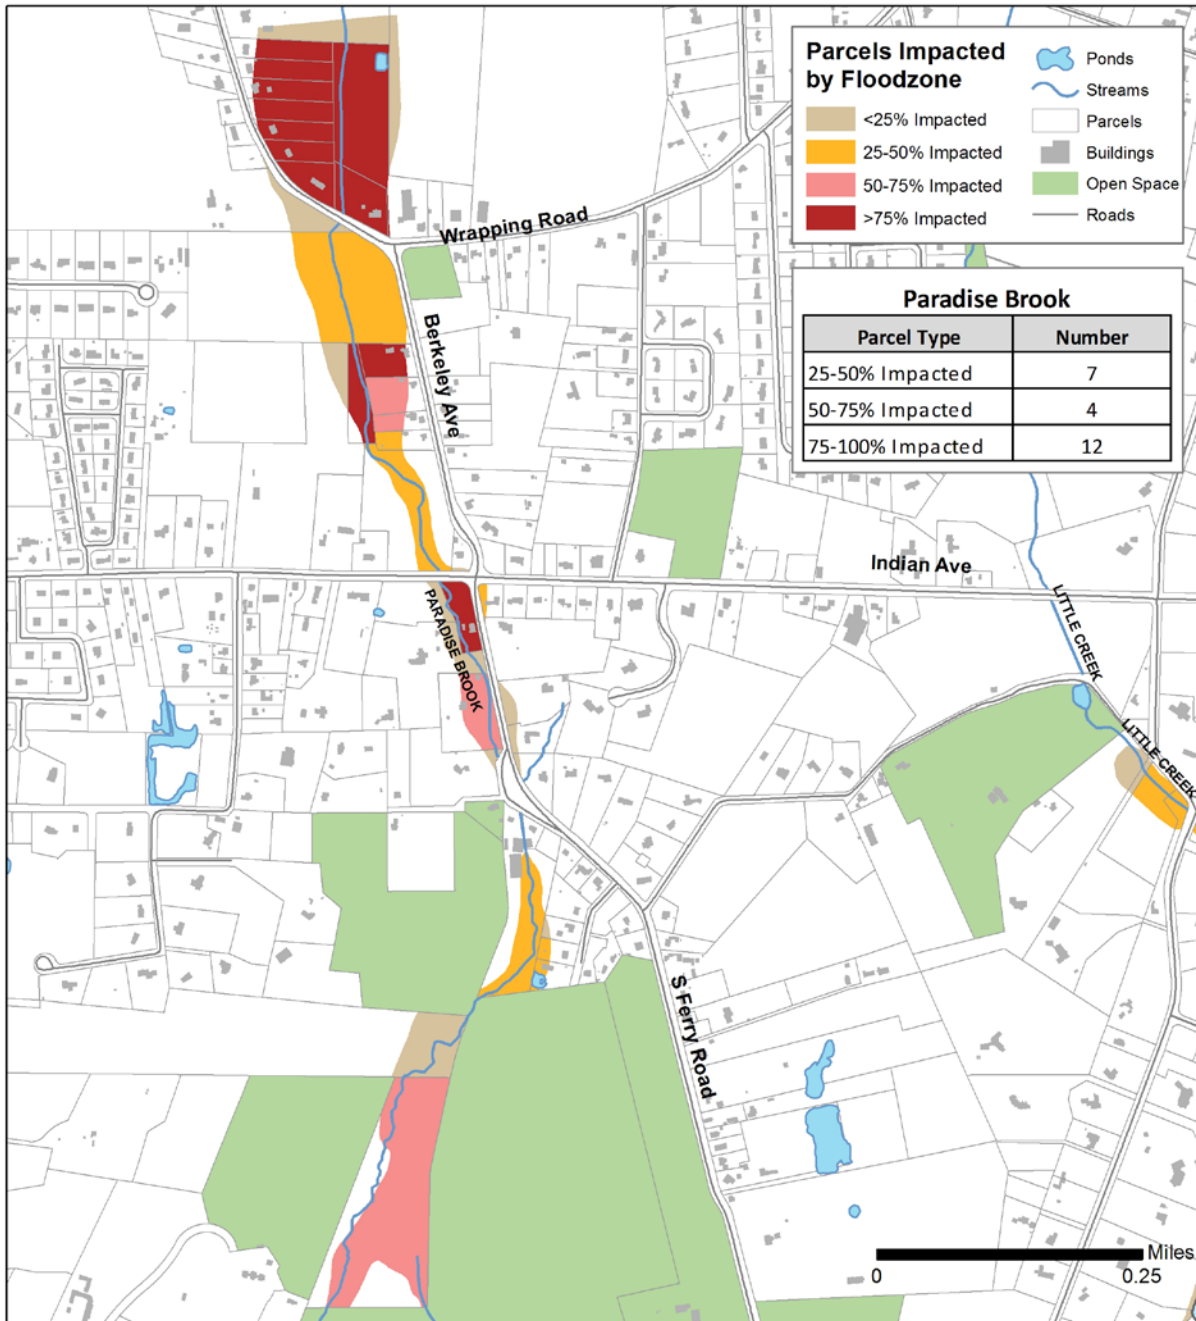 Parcels Impacted
by Floodzone
<25% Impacted
25-50% Impacted
50-75% Impacted
>75% Impacted
Ponds
Streams
Parcels
Buildings
Open Space
Roads
Wrapping Road
Paradise Brook
Parcel Type Number
25-50% Impacted 7
50-75% Impacted 4
75-100% Impacted 12
Berkeley Ave
Indian Ave
PARADISE BROOK
LITTLE CREEK
LITTLE CREEK
S Ferry Road
Miles
0 0.25